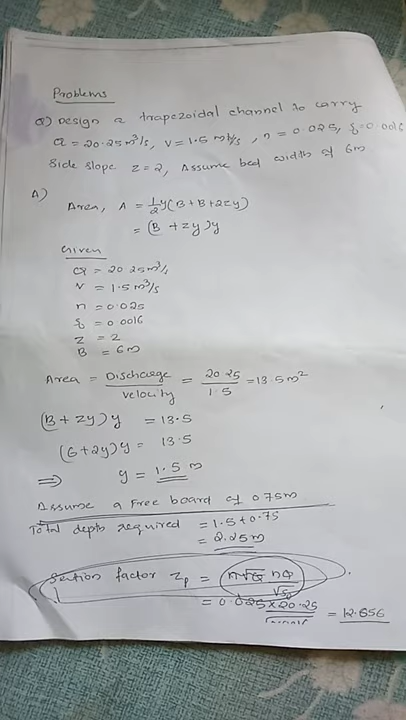 Problems
Q) Design a trapezoidal channel to carry
Q = 20.25 m³/s, V = 1.5 m/s, n = 0.025, S = 0.0016
Side slope z = 2, Assume bed width of 6m
A)
Area, A = 1/2 y (B + B + 2zy)
= (B + zy) y
Given
Q = 20.25 m³/s
V = 1.5 m³/s
n = 0.025
S = 0.0016
Z = 2
B = 6m
Area = Discharge / velocity = 20.25 / 1.5 = 13.5 m²
(B + zy) y = 13.5
(6 + 2y) y = 13.5
⇒ y = 1.5 m
Assume a Free board of 0.75m
Total depth required = 1.5 + 0.75
= 2.25m
Section factor Zp = nQ / √S0
= 0.025 × 20.25 / √0.0016 = 12.656